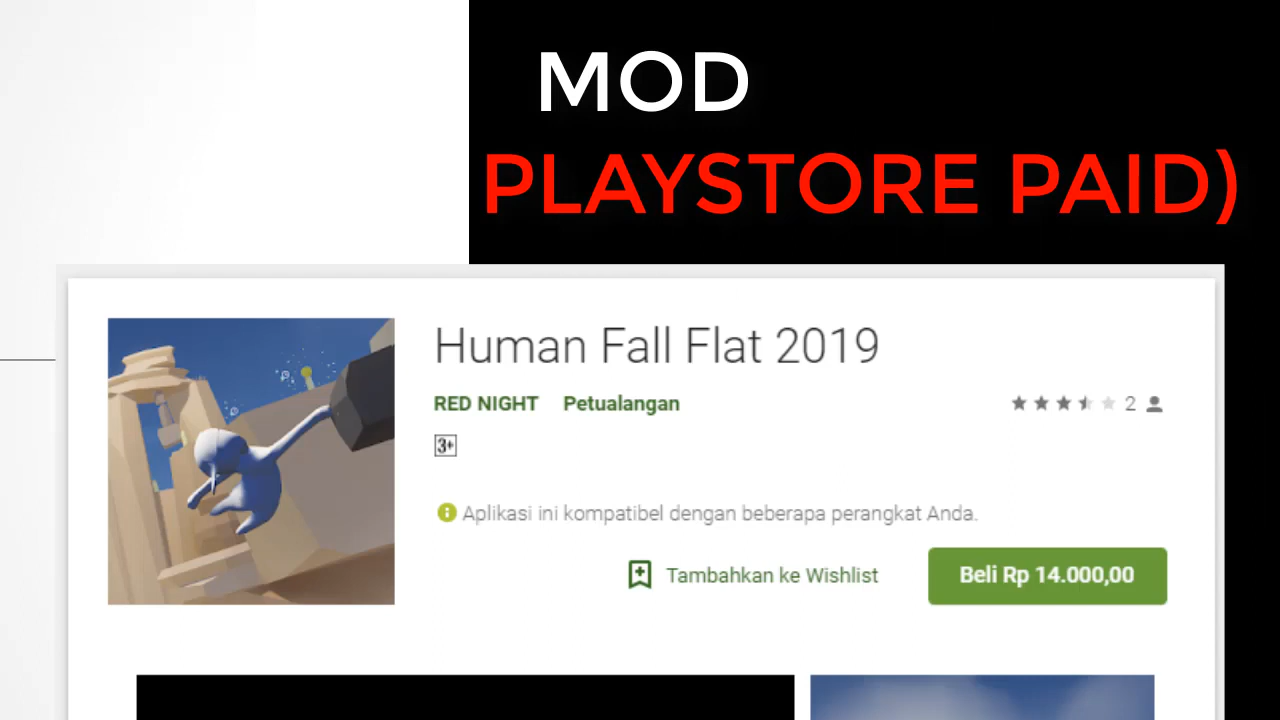 MOD
PLAYSTORE PAID)
Human Fall Flat 2019
RED NIGHT Petualangan
2
3+
Aplikasi ini kompatibel dengan beberapa perangkat Anda.
Tambahkan ke Wishlist
Beli Rp 14.000,00